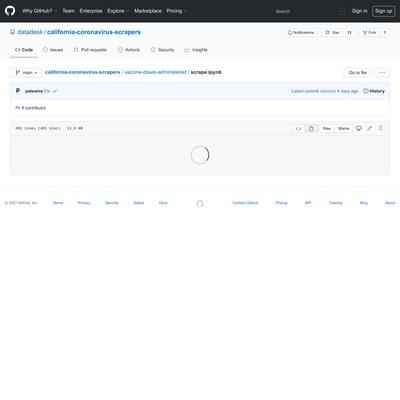 Why GitHub? Team Enterprise Explore Marketplace Pricing Search Sign in Sign up
datadesk / california-coronavirus-scrapers Notifications Star 13 Fork 1
Code Issues Pull requests Actions Security Insights
main california-coronavirus-scrapers / vaccine-doses-administered / scrape.ipynb Go to file
palewire Fix Latest commit 4 days ago History
contributor
491 lines (491 sloc) 11.5 KB Raw Blame
© 2021 GitHub, Inc. Terms Privacy Security Status Docs Contact GitHub Pricing API Training Blog About